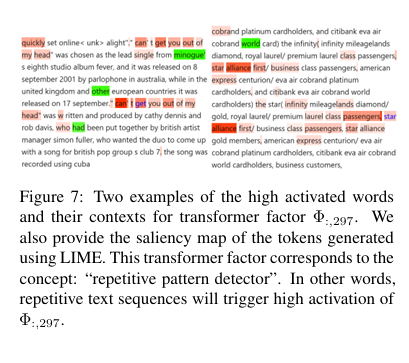 quickly set online< unk> alight"," can' t get you out of
my head" was chosen as the lead single from minogue'
s eighth studio album fever, and it was released on 8
september 2001 by parlophone in australia, while in the
united kingdom and other european countries it was
released on 17 september." can' t get you out of my
head" was w ritten and produced by cathy dennis and
rob davis, who had been put together by british artist
manager simon fuller, who wanted the duo to come up
with a song for british pop group s club 7, the song was
recorded using cuba
cobrand platinum cardholders, and citibank eva air
cobrand world card) the infinity( infinity mileagelands
diamond, royal laurel/ premium laurel class passengers,
star alliance first/ business class passengers, american
express centurion/ eva air cobrand platinum
cardholders, and citibank eva air cobrand world
cardholders) the star( infinity mileagelands diamond/
gold, royal laurel/ premium laurel class passengers, star
alliance first/ business class passengers, star alliance
gold members, american express centurion/ eva air
cobrand platinum cardholders, citibank eva air cobrand
world cardholders, business customers,
Figure 7: Two examples of the high activated words
and their contexts for transformer factor Φ:,297. We
also provide the saliency map of the tokens generated
using LIME. This transformer factor corresponds to the
concept: “repetitive pattern detector”. In other words,
repetitive text sequences will trigger high activation of
Φ:,297.